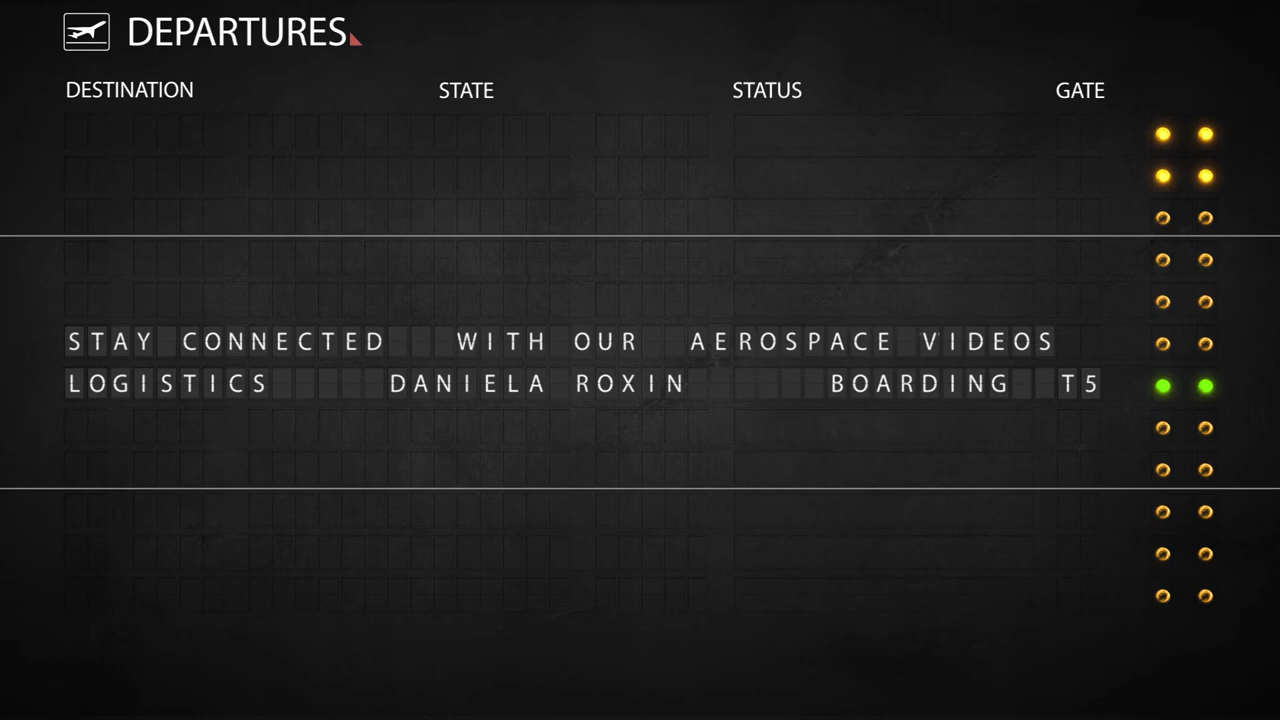 DEPARTURES
DESTINATION STATE STATUS GATE
STAY CONNECTED WITH OUR AEROSPACE VIDEOS
LOGISTICS DANIELA ROXIN BOARDING T5